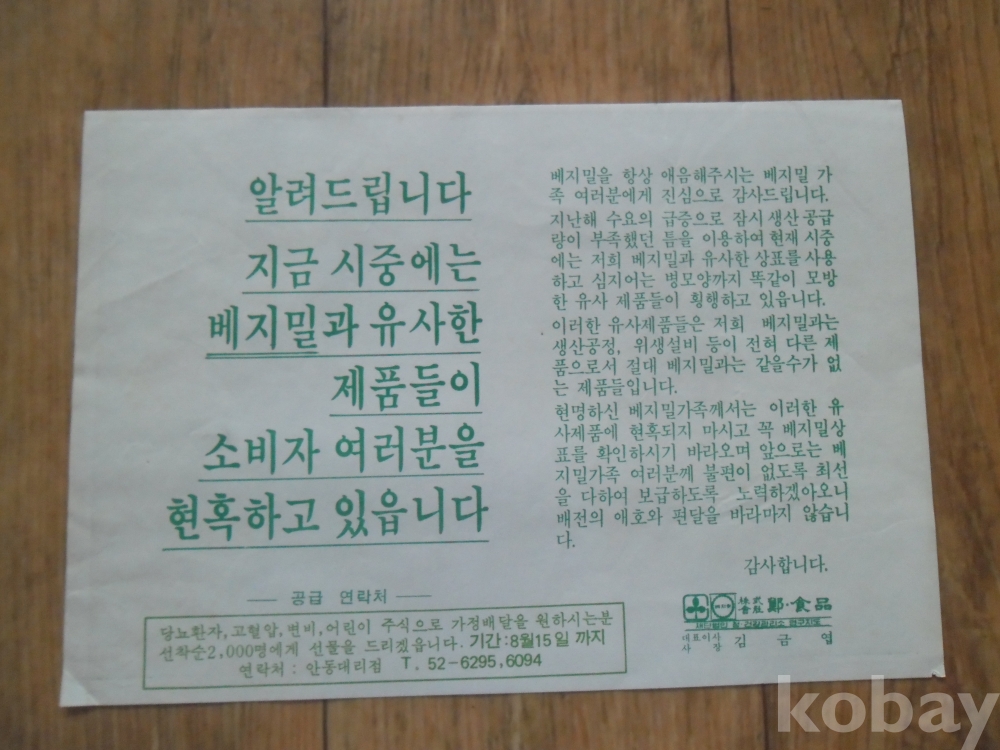 알려드립니다
지금 시중에는
베지밀과 유사한
제품들이
소비자 여러분을
현혹하고 있읍니다
베지밀을 항상 애음해주시는 베지밀 가
족 여러분에게 진심으로 감사드립니다.
지난해 수요의 급증으로 잠시 생산 공급
량이 부족했던 틈을 이용하여 현재 시중
에는 저희 베지밀과 유사한 상표를 사용
하고 심지어는 병모양까지 똑같이 모방
한 유사 제품들이 횡행하고 있읍니다.
이러한 유사제품들은 저희 베지밀과는
생산공정, 위생설비 등이 전혀 다른 제
품으로서 절대 베지밀과는 같을수가 없
는 제품들입니다.
현명하신 베지밀가족께서는 이러한 유
사제품에 현혹되지 마시고 꼭 베지밀상
표를 확인하시기 바라오며 앞으로는 베
지밀가족 여러분께 불편이 없도록 최선
을 다하여 보급하도록 노력하겠아오니
배전의 애호와 편달을 바라마지 않습니
다.
감사합니다.
株式會社 鄭·食品
대표이사
사장 김금엽
공급 연락처
당뇨환자, 고혈압, 변비, 어린이 주식으로 가정배달을 원하시는분
선착순2,000명에게 선물을 드리겠읍니다. 기간:8월15일 까지
연락처 : 안동대리점 T. 52-6295, 6094
kobay